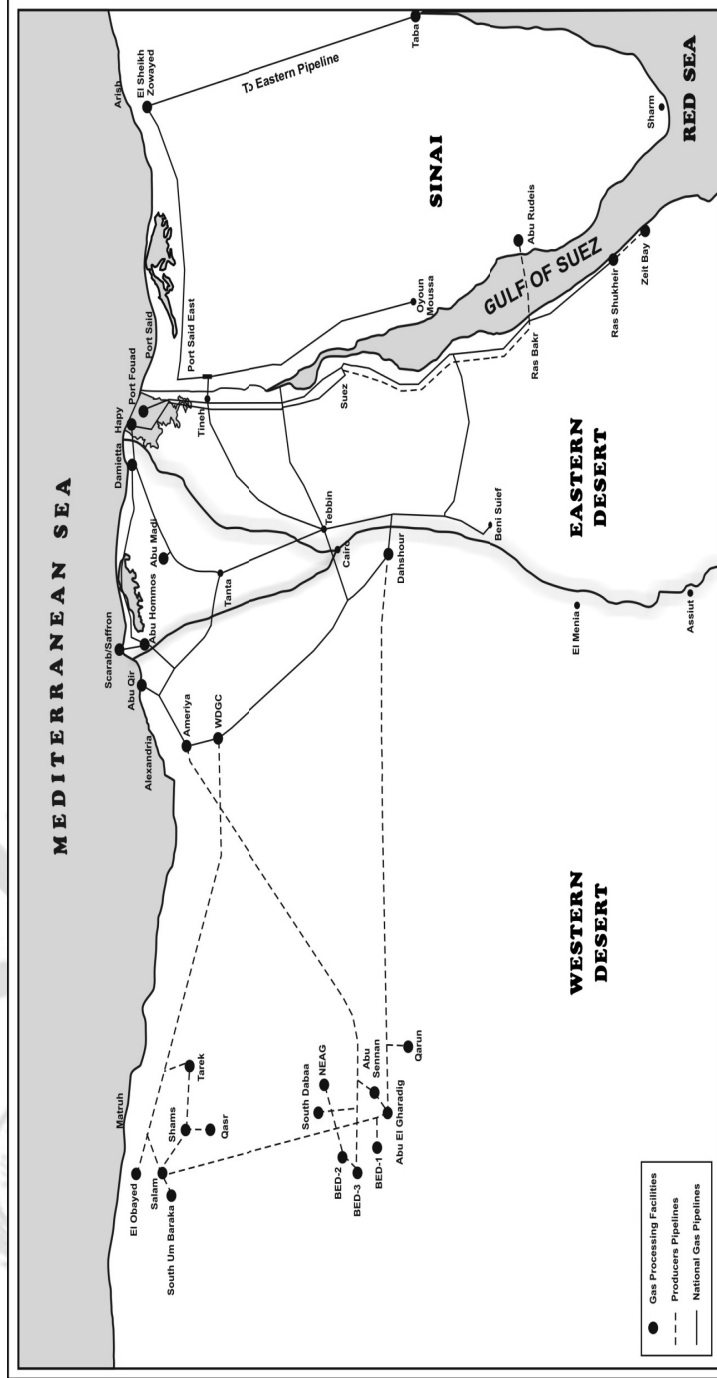 MEDITERRANEAN SEA
Matruh
El Obayed
Salam
South Um Baraka
Shams
Qasr
Tarek
BED-2
BED-3
BED-1
South Dabaa
NEAG
Abu
Sennan
Abu El Gharadig
Qarun
WESTERN
DESERT
Alexandria
Ameriya
WDGC
Abu Qir
Scarab/Saffron
Abu Hommos
Abu Madi
Tanta
Damietta
Hapy
Port Fouad
Port Said
Port Said East
Tineh
Tebbin
Cairo
Dahshour
Beni Suief
El Menia
Assiut
EASTERN
DESERT
Suez
Oyoun
Moussa
Arish
El Sheikh
Zowayed
To Eastern Pipeline
Taba
SINAI
Abu Rudeis
GULF OF SUEZ
Ras Bakr
Ras Shukheir
Zeit Bay
Sharm
RED SEA
Gas Processing Facilities
Producers Pipelines
National Gas Pipelines